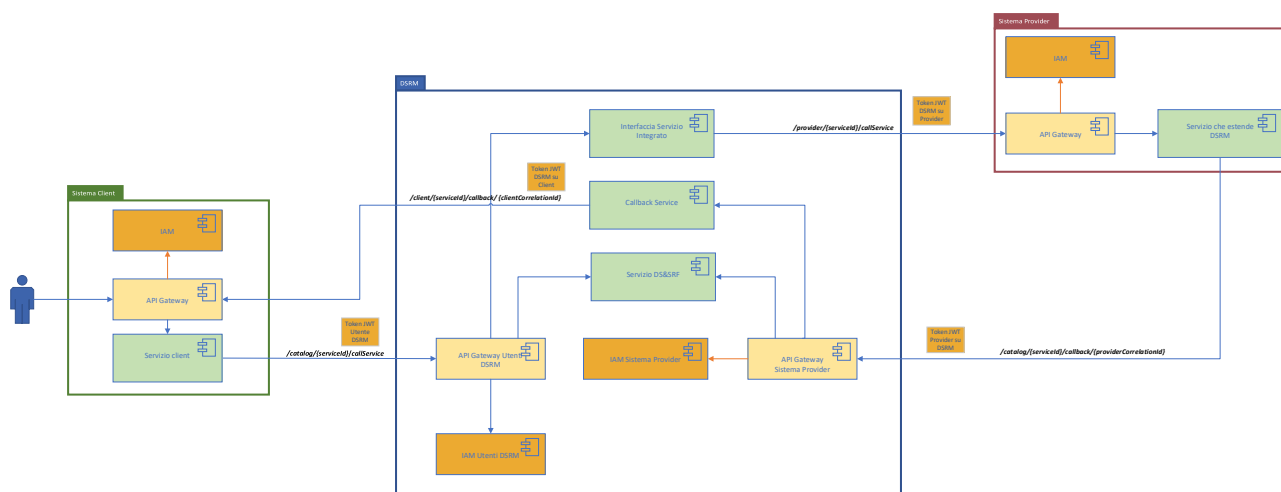 Sistema Provider
IAM
DSRM
Token JWT
DSRM su
Provider
Interfaccia Servizio
Integrato
/provider/{serviceId}/callService
API Gateway
Servizio che estende
DSRM
Token JWT
DSRM su
Client
Sistema Client
/client/{serviceId}/callback/ {clientCorrelationId}
Callback Service
IAM
Servizio DS&SRF
API Gateway
Token JWT
Utente
DSRM
Token JWT
Provider su
DSRM
Servizio client
/catalog/{serviceId}/callService
API Gateway Utenti
DSRM
IAM Sistema Provider
API Gateway
Sistema Provider
/catalog/{serviceId}/callback/{providerCorrelationId}
IAM Utenti DSRM